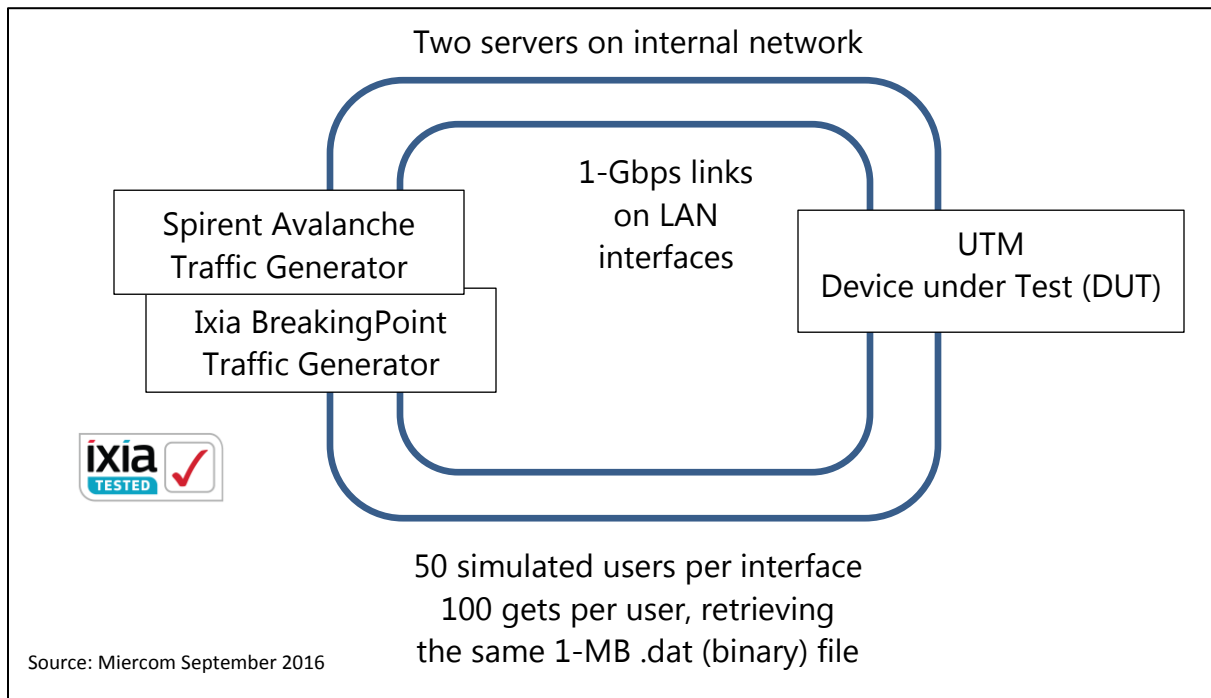 Two servers on internal network
1-Gbps links
on LAN
interfaces
Spirent Avalanche
Traffic Generator
Ixia BreakingPoint
Traffic Generator
UTM
Device under Test (DUT)
ixia
TESTED
50 simulated users per interface
100 gets per user, retrieving
the same 1-MB .dat (binary) file
Source: Miercom September 2016